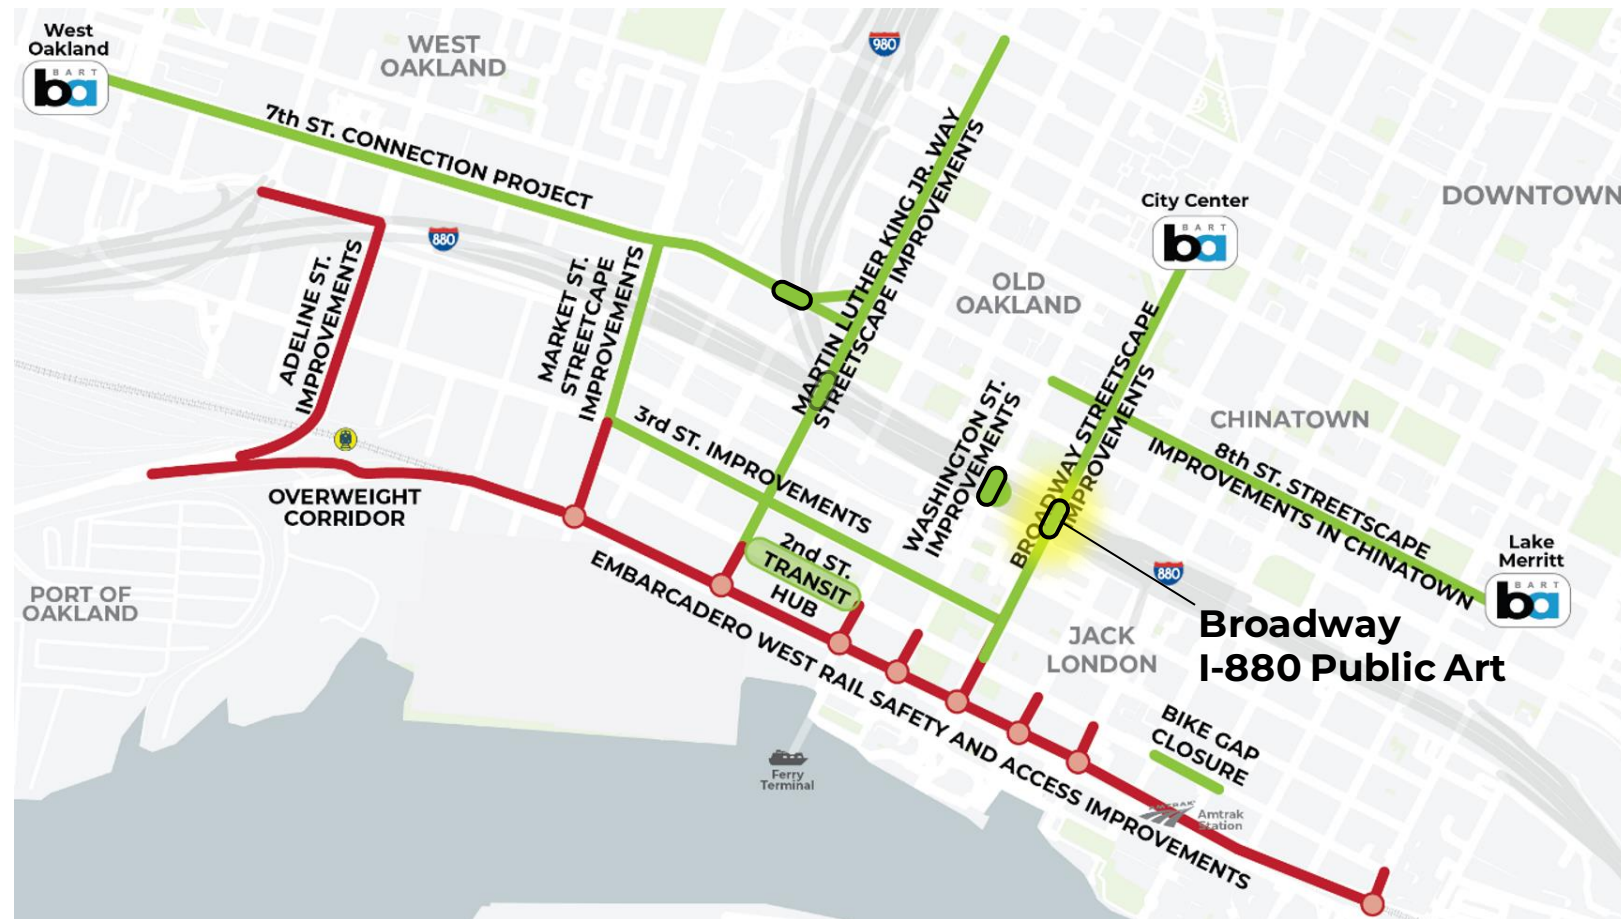 West
Oakland
BART
ba
WEST
OAKLAND
980
7th ST. CONNECTION PROJECT
880
ADELINE ST.
IMPROVEMENTS
MARKET ST.
STREETCAPE
IMPROVEMENTS
MARTIN LUTHER KING JR. WAY
STREETSCAPE IMPROVEMENTS
City Center
BART
ba
DOWNTOWN
OLD
OAKLAND
CHINATOWN
BROADWAY STREETSCAPE
IMPROVEMENTS
WASHINGTON ST.
IMPROVEMENTS
8th ST. STREETSCAPE
IMPROVEMENTS IN CHINATOWN
3rd ST. IMPROVEMENTS
OVERWEIGHT
CORRIDOR
2nd ST.
TRANSIT
HUB
880
Lake
Merritt
BART
ba
PORT OF
OAKLAND
EMBARCADERO WEST RAIL SAFETY AND ACCESS IMPROVEMENTS
JACK
LONDON
Broadway
I-880 Public Art
BIKE GAP
CLOSURE
Ferry
Terminal
AMTRAK
Amtrak
Station